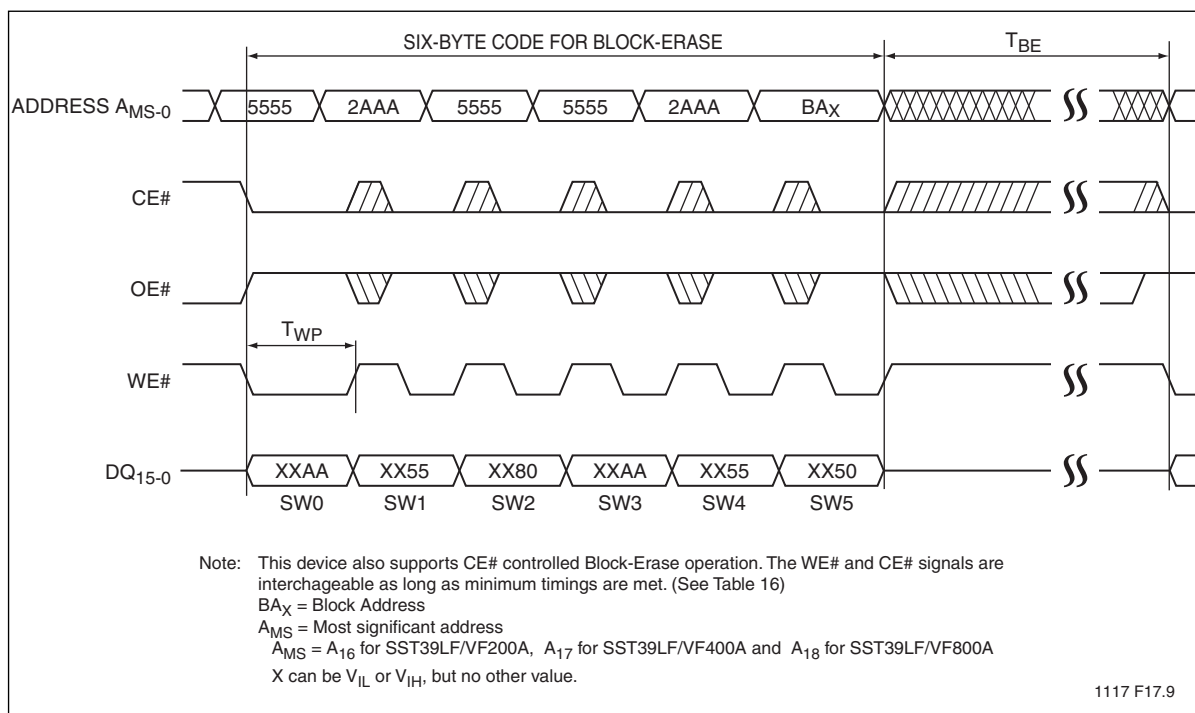 SIX-BYTE CODE FOR BLOCK-ERASE TBE
ADDRESS AMS-0 5555 2AAA 5555 5555 2AAA BAX
CE#
OE#
TWP
WE#
DQ15-0 XXAA XX55 XX80 XXAA XX55 XX50
SW0 SW1 SW2 SW3 SW4 SW5
Note: This device also supports CE# controlled Block-Erase operation. The WE# and CE# signals are
interchageable as long as minimum timings are met. (See Table 16)
BAX = Block Address
AMS = Most significant address
AMS = A16 for SST39LF/VF200A, A17 for SST39LF/VF400A and A18 for SST39LF/VF800A
X can be VIL or VIH, but no other value.
1117 F17.9